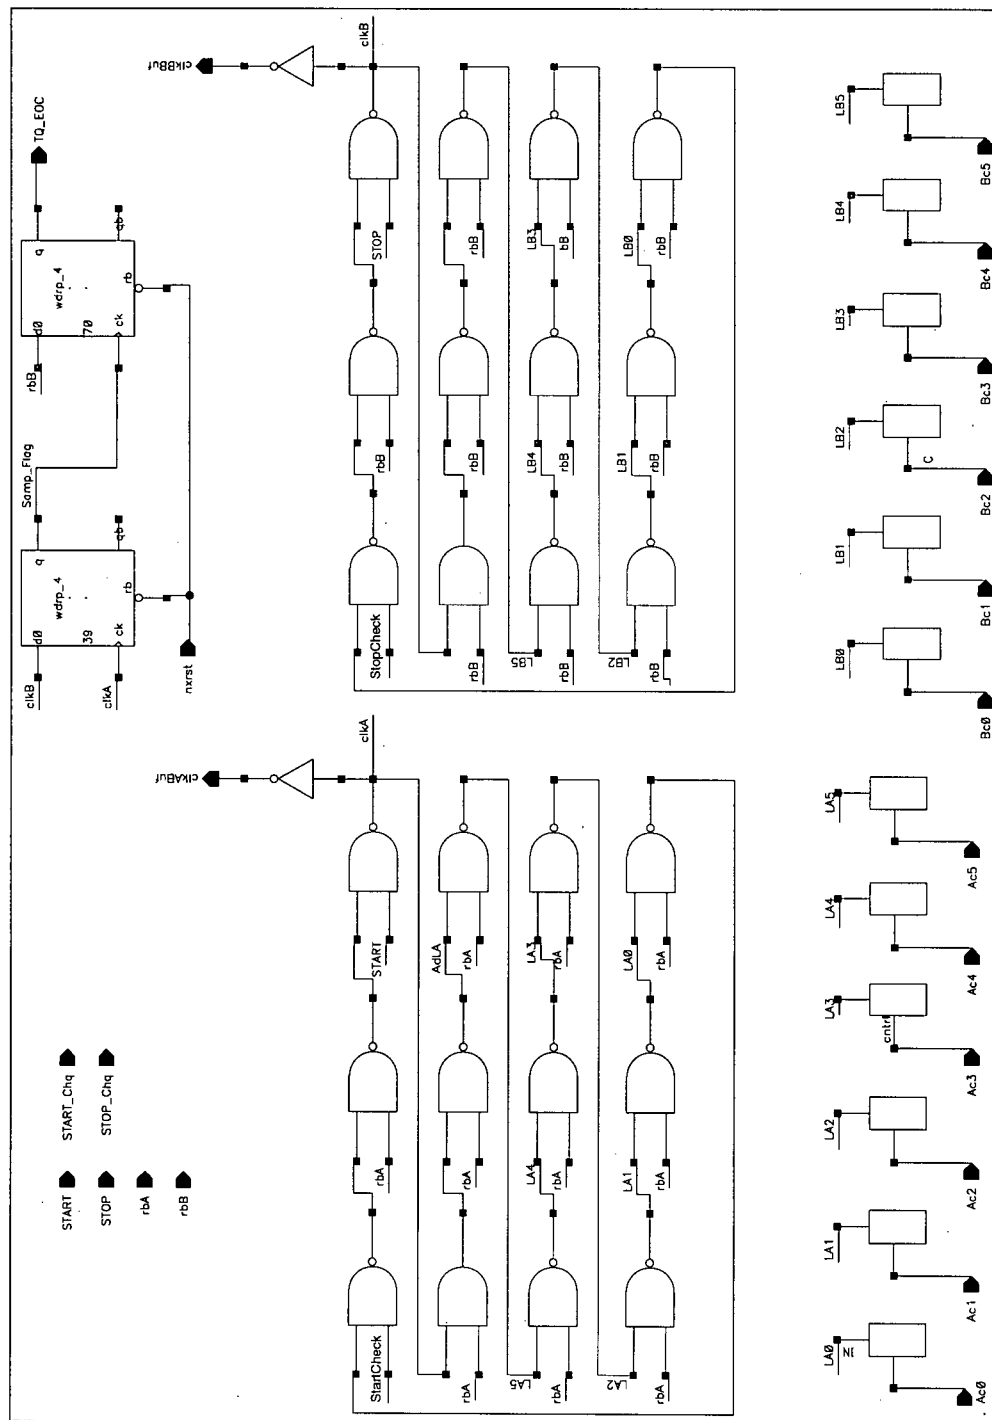 START
START_Chq
STOP
STOP_Chq
rbA
rbB
clkB
d0
wdrp_4
q
Samp_Flag
39
clkA
ck
rb
qb
nxrst
rbB
d0
wdrp_4
q
TQ_EOC
70
ck
rb
qb
clkABuf
clkA
StartCheck
rbA
START
rbA
rbA
AdLA
rbA
LA5
rbA
LA4
rbA
LA3
rbA
LA2
rbA
LA1
rbA
LA0
rbA
clkBBuf
clkB
StopCheck
rbB
STOP
rbB
rbB
rbB
LB5
rbB
LB4
rbB
LB3
bB
LB2
rbB
LB1
rbB
LB0
rbB
LA0
IN
LA1
LA2
LA3
cntrl
LA4
LA5
Ac0
Ac1
Ac2
Ac3
Ac4
Ac5
LB0
LB1
LB2
C
LB3
LB4
LB5
Bc0
Bc1
Bc2
Bc3
Bc4
Bc5